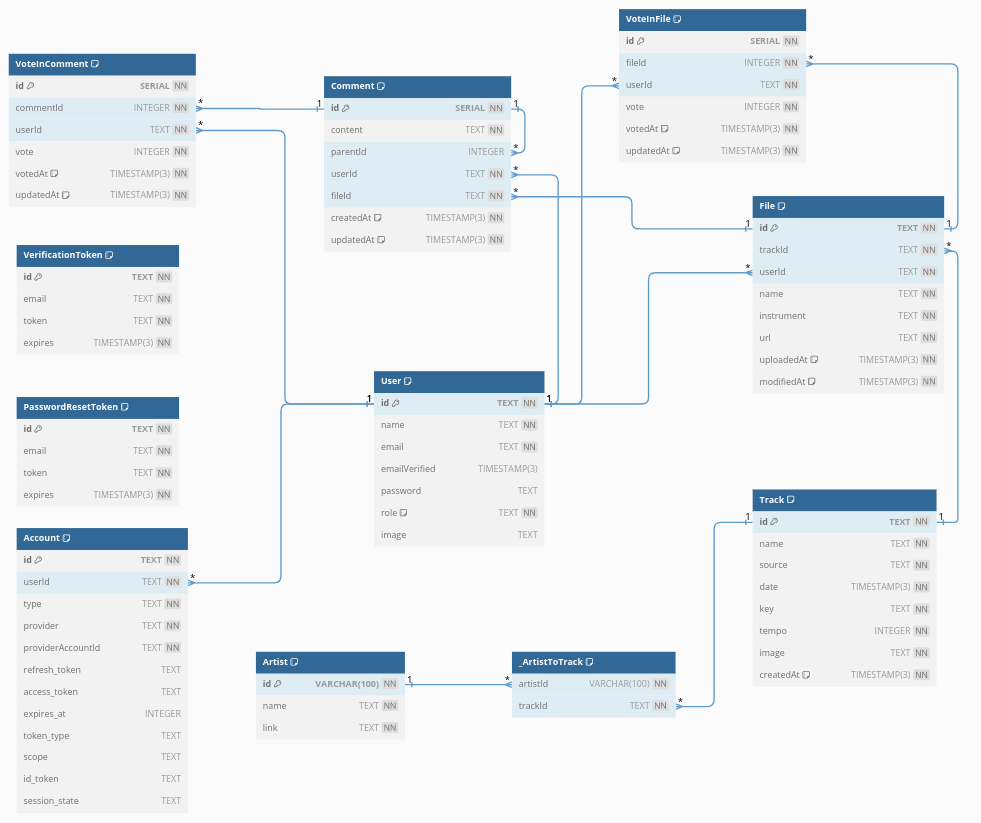 VoteInComment
id SERIAL NN
commentId INTEGER NN
userId TEXT NN
vote INTEGER NN
votedAt TIMESTAMP(3) NN
updatedAt TIMESTAMP(3) NN
*
*
Comment
1 id SERIAL NN 1
content TEXT NN
parentId INTEGER *
userId TEXT NN *
fileId TEXT NN *
createdAt TIMESTAMP(3) NN
updatedAt TIMESTAMP(3) NN
VoteInFile
id SERIAL NN
fileId INTEGER NN *
* userId TEXT NN
vote INTEGER NN
votedAt TIMESTAMP(3) NN
updatedAt TIMESTAMP(3) NN
File
1 id TEXT NN 1
trackId TEXT NN *
* userId TEXT NN
name TEXT NN
instrument TEXT NN
url TEXT NN
uploadedAt TIMESTAMP(3) NN
modifiedAt TIMESTAMP(3) NN
VerificationToken
id TEXT NN
email TEXT NN
token TEXT NN
expires TIMESTAMP(3) NN
PasswordResetToken
id TEXT NN
email TEXT NN
token TEXT NN
expires TIMESTAMP(3) NN
User
1 id TEXT NN 1
name TEXT NN
email TEXT NN
emailVerified TIMESTAMP(3)
password TEXT
role TEXT NN
image TEXT
Account
id TEXT NN
userId TEXT NN *
type TEXT NN
provider TEXT NN
providerAccountId TEXT NN
refresh_token TEXT
access_token TEXT
expires_at INTEGER
token_type TEXT
scope TEXT
id_token TEXT
session_state TEXT
Artist
id VARCHAR(100) NN 1
name TEXT NN
link TEXT NN
_ArtistToTrack
* artistId VARCHAR(100) NN
trackId TEXT NN *
Track
1 id TEXT NN 1
name TEXT NN
source TEXT NN
date TIMESTAMP(3) NN
key TEXT NN
tempo INTEGER NN
image TEXT NN
createdAt TIMESTAMP(3) NN